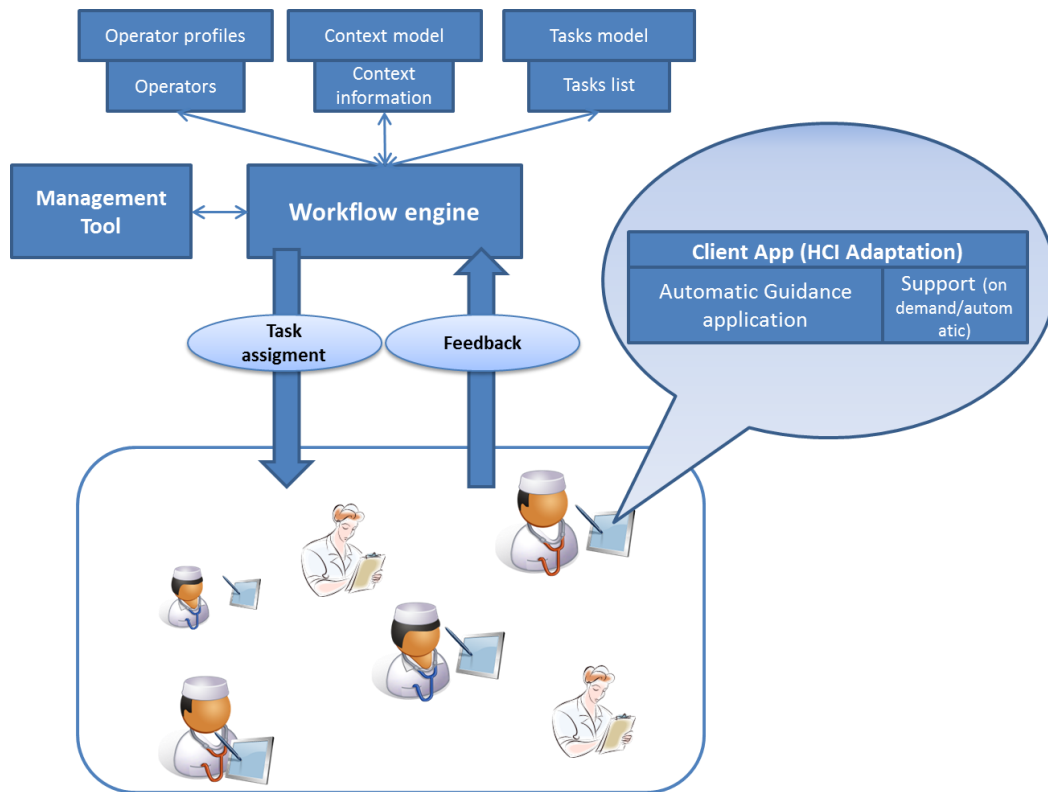 Operator profiles
Context model
Tasks model
Operators
Context
information
Tasks list
Management
Tool
Workflow engine
Client App (HCI Adaptation)
Automatic Guidance
application
Support (on
demand/autom
atic)
Task
assigment
Feedback